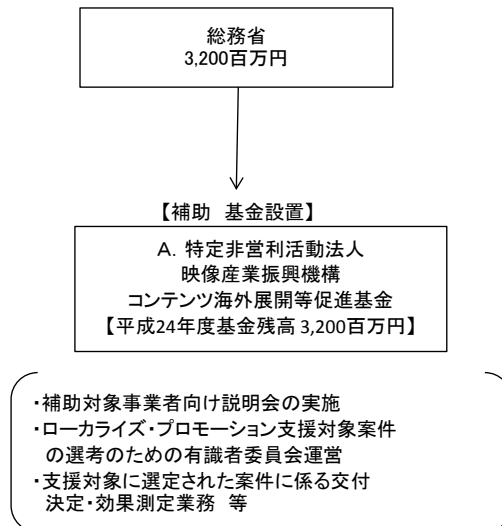 総務省
3,200百万円
【補助 基金設置】
A. 特定非営利活動法人
映像産業振興機構
コンテンツ海外展開等促進基金
【平成24年度基金残高 3,200百万円】
・補助対象事業者向け説明会の実施
・ローカライズ・プロモーション支援対象案件
の選考のための有識者委員会運営
・支援対象に選定された案件に係る交付
決定・効果測定業務 等